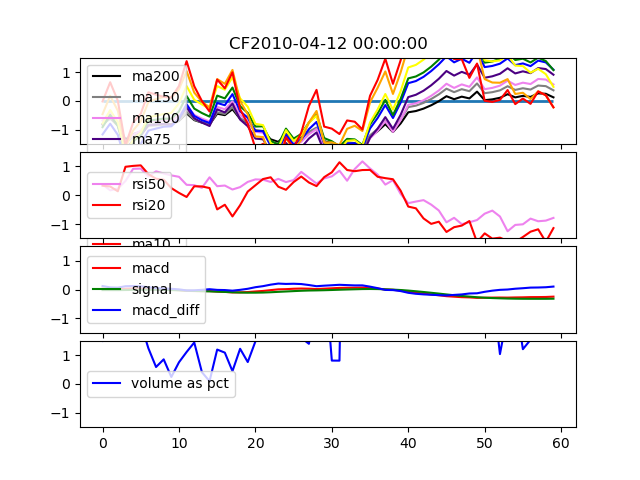 CF2010-04-12 00:00:00
1
0
−1
ma200
ma150
ma100
ma75
1
0
−1
rsi50
rsi20
ma10
1
0
−1
macd
signal
macd_diff
1
0
−1
volume as pct
0 10 20 30 40 50 60